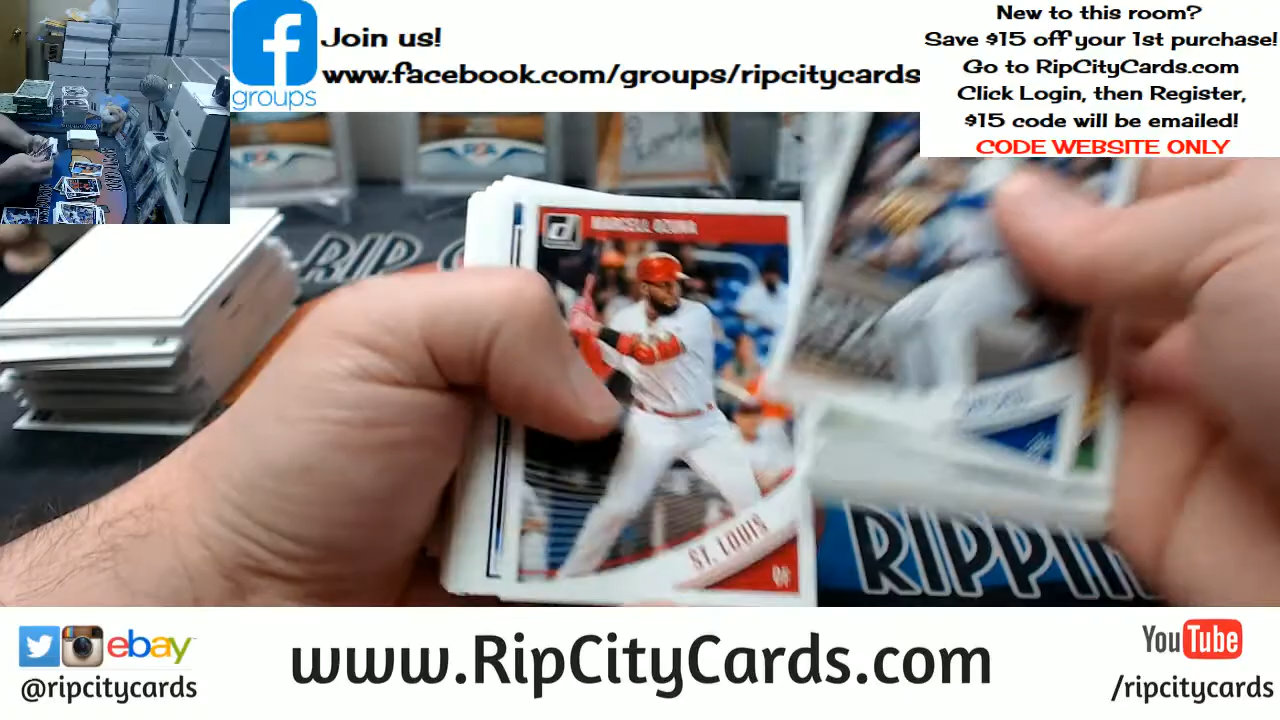 Join us!
www.facebook.com/groups/ripcitycards
f
groups
New to this room?
Save $15 off your 1st purchase!
Go to RipCityCards.com
Click Login, then Register,
$15 code will be emailed!
CODE WEBSITE ONLY
RIP
d MARCELL OZUNA
ST. LOUIS
OF
RIPPIN
ebay
@ripcitycards
www.RipCityCards.com
YouTube
/ripcitycards